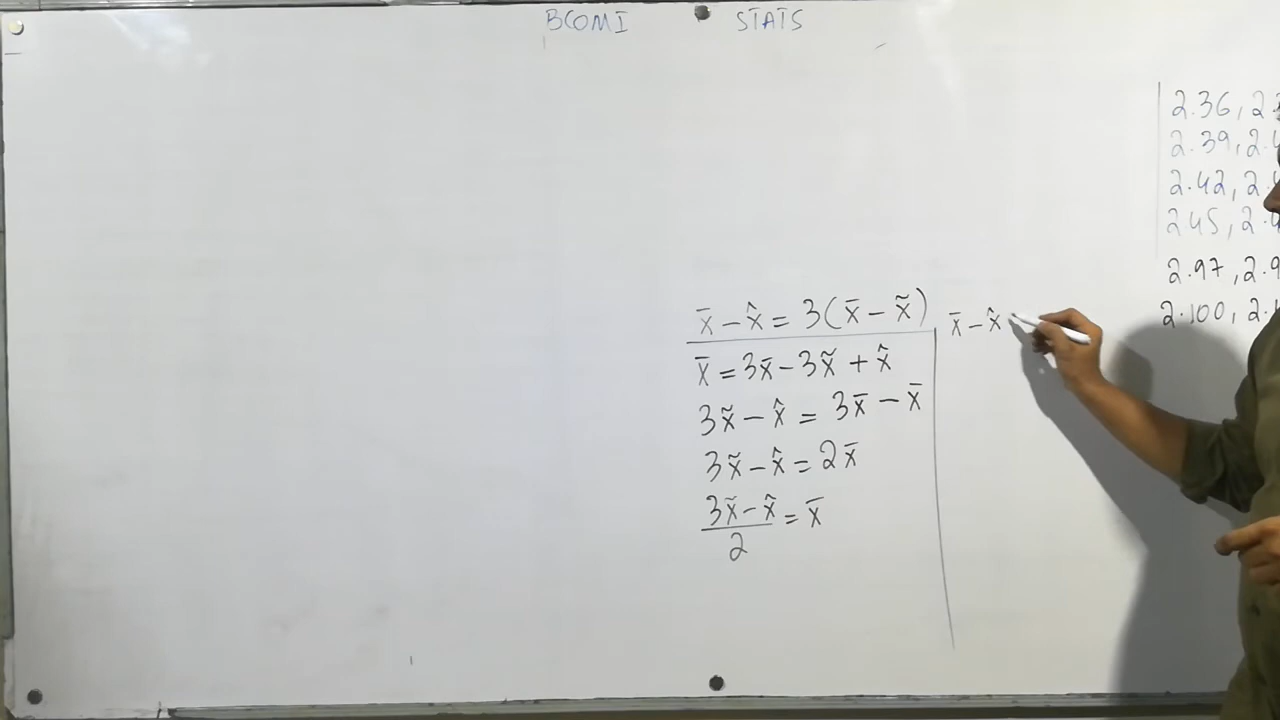 BCOMI STATS
x̄ - x̂ = 3(x̄ - x̃)
x̄ = 3x̄ - 3x̃ + x̂
3x̃ - x̂ = 3x̄ - x̄
3x̃ - x̂ = 2x̄
3x̃ - x̂ = x̄
2
x̄ - x̂
2.36, 2
2.39, 2.
2.42, 2.
2.45, 2.
2.97, 2.9
2.100, 2.